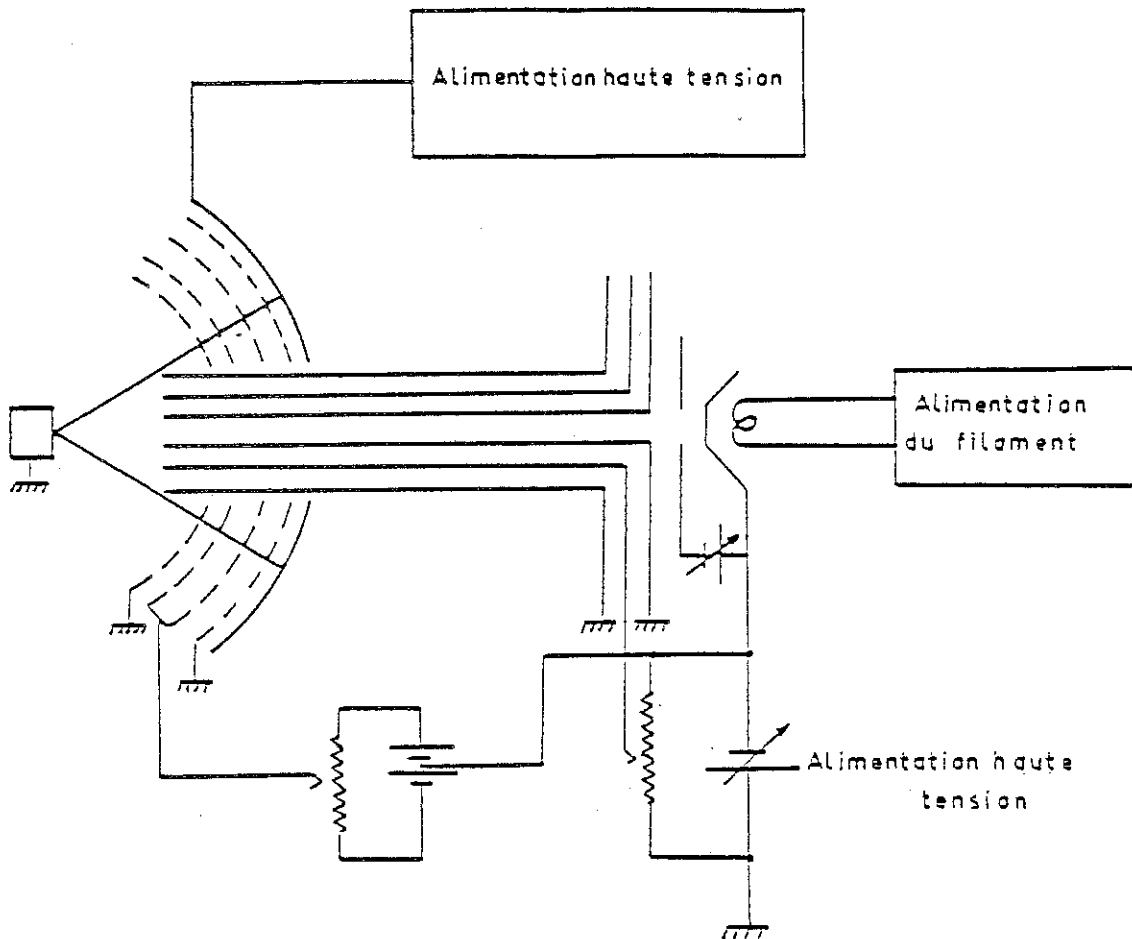 Alimentation haute tension
Alimentation
du filament
Alimentation haute
tension